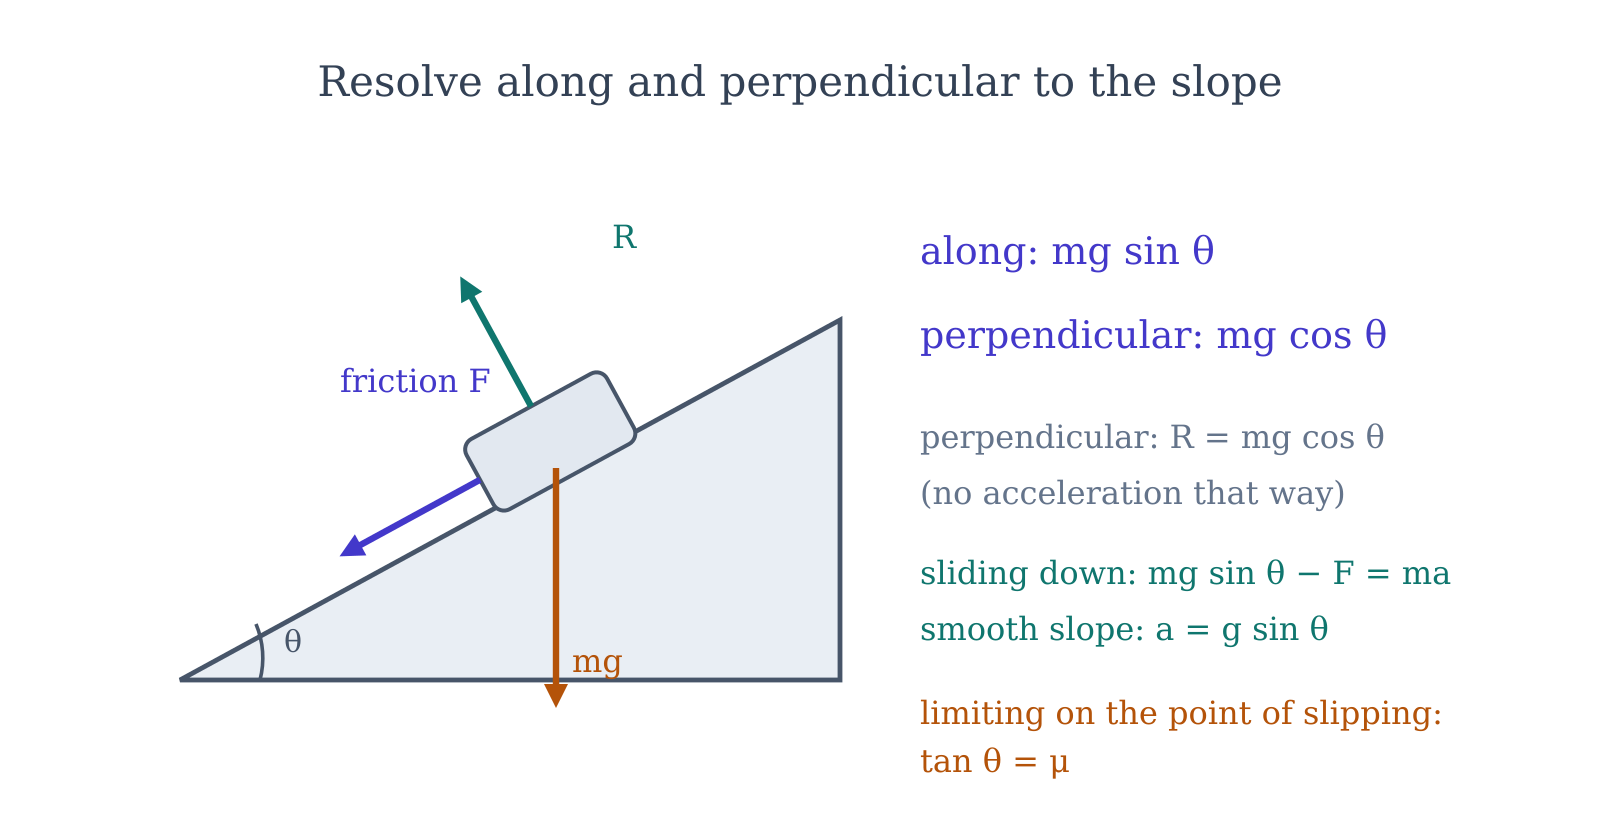 Resolve along and perpendicular to the slope
R
friction F
θ
mg
along: mg sin θ
perpendicular: mg cos θ
perpendicular: R = mg cos θ
(no acceleration that way)
sliding down: mg sin θ − F = ma
smooth slope: a = g sin θ
limiting on the point of slipping:
tan θ = μ